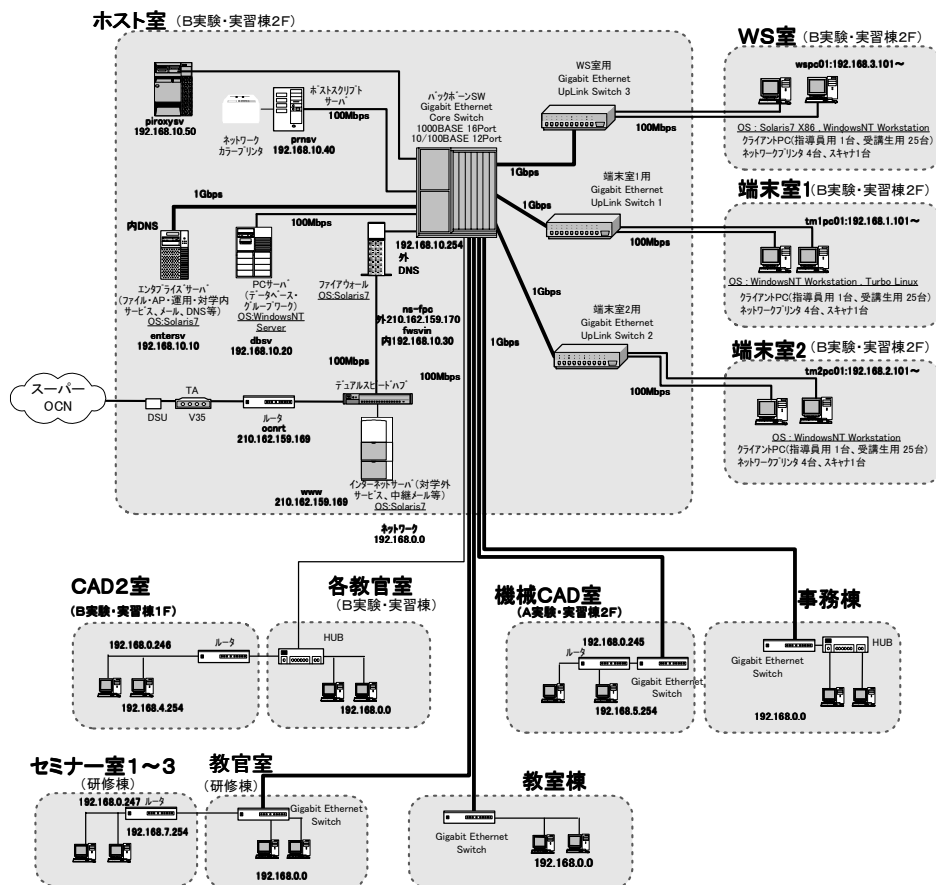 ホスト室 (B実験・実習棟2F)
piroxysv
192.168.10.50
ネットワーク
カラープリンタ
ポストスクリプト
サーバ
100Mbps
prnsv
192.168.10.40
バックボーンSW
Gigabit Ethernet
Core Switch
1000BASE 16Port
10/100BASE 12Port
WS室用
Gigabit Ethernet
UpLink Switch 3
100Mbps
1Gbps
端末室1用
Gigabit Ethernet
UpLink Switch 1
1Gbps
100Mbps
1Gbps
端末室2用
Gigabit Ethernet
UpLink Switch 2
1Gbps
100Mbps
1Gbps
内DNS
100Mbps
192.168.10.254
外
DNS
エンタプライズサーバ
(ファイル・AP・運用・対学内
サービス、メール、DNS等)
OS:Solaris7
entersv
192.168.10.10
PCサーバ
(データベース・
グループワーク)
OS:WindowsNT
Server
dbsv
192.168.10.20
ファイアウォール
OS:Solaris7
ns-fpc
外210.162.159.170
fwsvin
内192.168.10.30
100Mbps
100Mbps
デュアルスピードハブ
スーパー
OCN
DSU
TA
V35
ルータ
ocnrt
210.162.159.169
www
210.162.159.169
インターネットサーバ(対学外
サービス、中継メール等)
OS:Solaris7
ネットワーク
192.168.0.0
WS室 (B実験・実習棟2F)
wspc01:192.168.3.101~
OS : Solaris7 X86 , WindowsNT Workstation
クライアントPC(指導員用 1台、受講生用 25台)
ネットワークプリンタ 4台、スキャナ1台
端末室1(B実験・実習棟2F)
tm1pc01:192.168.1.101~
OS : WindowsNT Workstation , Turbo Linux
クライアントPC(指導員用 1台、受講生用 25台)
ネットワークプリンタ 4台、スキャナ1台
端末室2 (B実験・実習棟2F)
tm2pc01:192.168.2.101~
OS : WindowsNT Workstation
クライアントPC(指導員用 1台、受講生用 25台)
ネットワークプリンタ 4台、スキャナ1台
CAD2室
(B実験・実習棟1F)
192.168.0.246
ルータ
192.168.4.254
各教官室
(B実験・実習棟)
HUB
192.168.0.0
機械CAD室
(A実験・実習棟2F)
192.168.0.245
ルータ
Gigabit Ethernet
Switch
192.168.5.254
事務棟
HUB
Gigabit Ethernet
Switch
192.168.0.0
セミナー室1~3
(研修棟)
192.168.0.247 ルータ
192.168.7.254
教官室
(研修棟)
Gigabit Ethernet
Switch
192.168.0.0
教室棟
Gigabit Ethernet
Switch
192.168.0.0